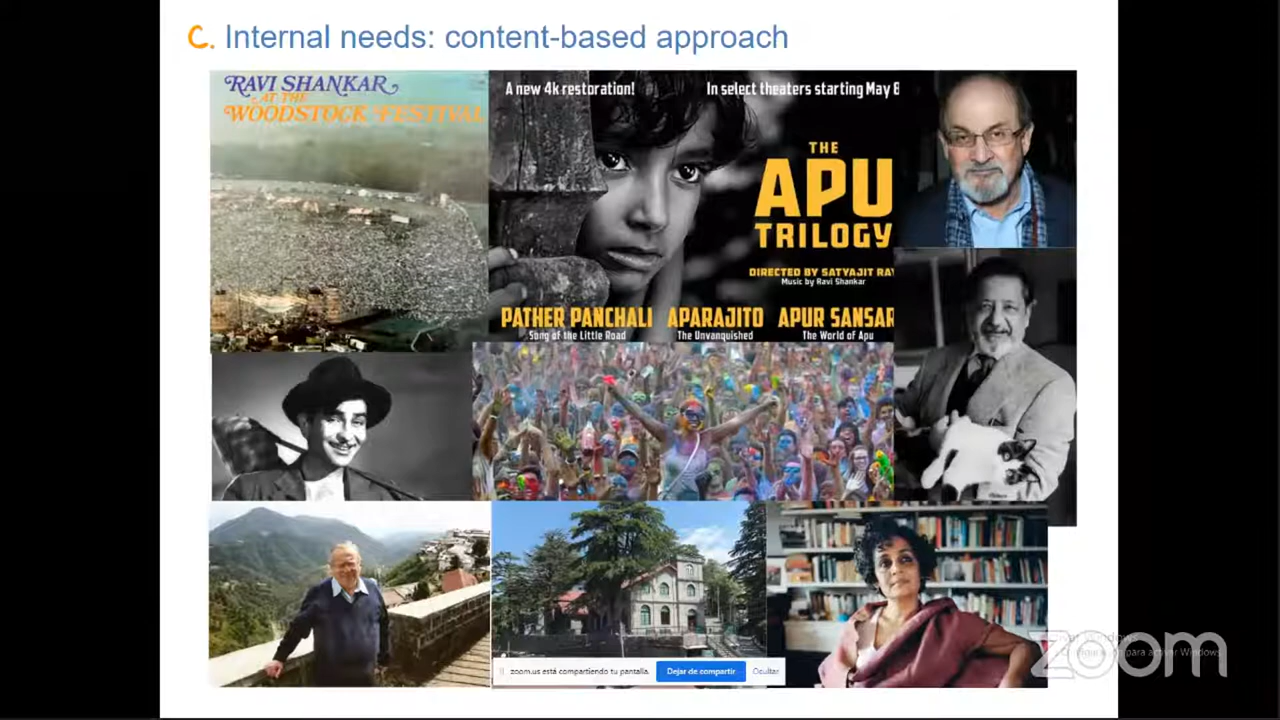 C. Internal needs: content-based approach
RAVI SHANKAR
AT THE
WOODSTOCK FESTIVAL
A new 4k restoration!
In select theaters starting May 8
THE
APU
TRILOGY
DIRECTED BY SATYAJIT RAY
Music by Ravi Shankar
PATHER PANCHALI
Song of the Little Road
APARAJITO
The Unvanquished
APUR SANSAR
The World of Apu
zoom.us está compartiendo tu pantalla.
Dejar de compartir
Ocultar
para activar Windows.
zoom